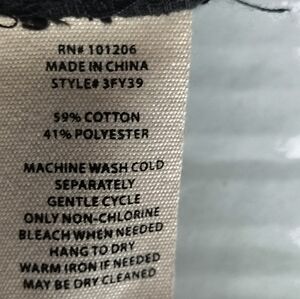 RN# 101206
MADE IN CHINA
STYLE# 3FY39
59% COTTON
41% POLYESTER
MACHINE WASH COLD
SEPARATELY
GENTLE CYCLE
ONLY NON-CHLORINE
BLEACH WHEN NEEDED
HANG TO DRY
WARM IRON IF NEEDED
MAY BE DRY CLEANED